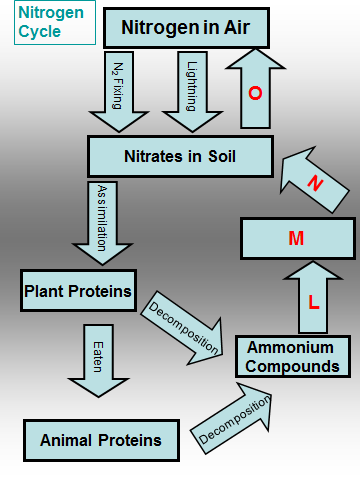 Nitrogen
Cycle
Nitrogen in Air
N₂ Fixing
Lightning
O
Nitrates in Soil
N
Assimilation
M
Plant Proteins
L
Decomposition
Ammonium
Compounds
Eaten
Decomposition
Animal Proteins